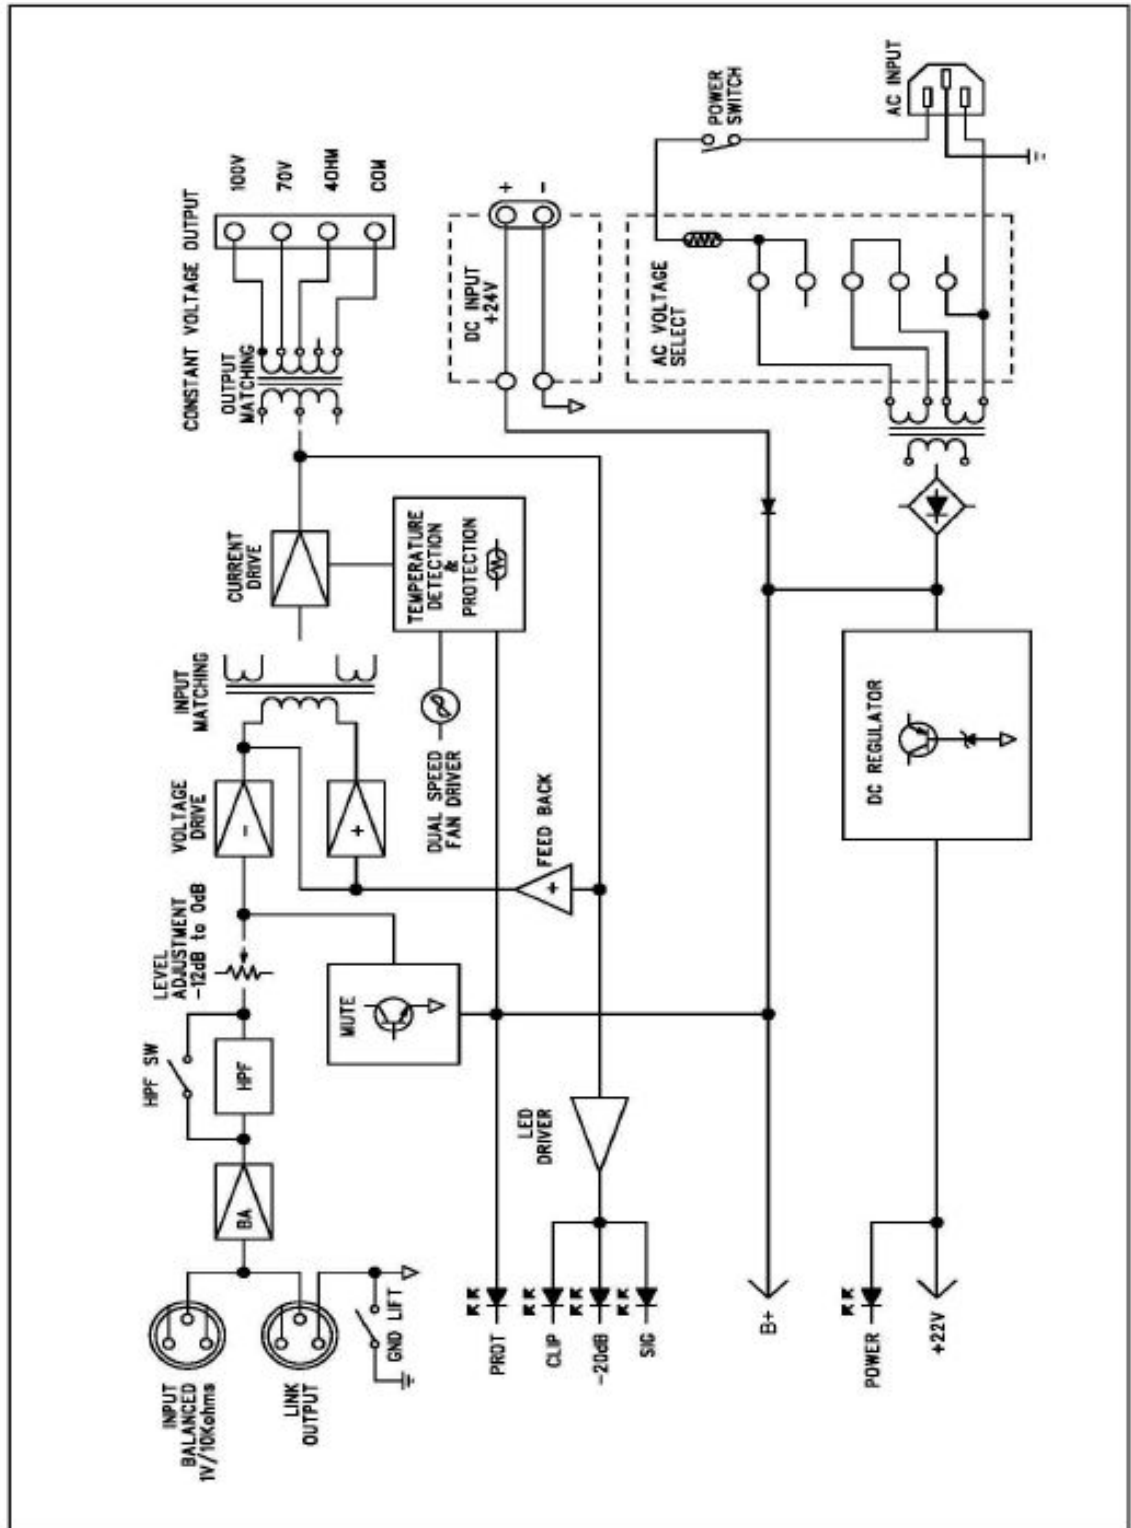 INPUT
BALANCED
1V/10Kohms
LINK
OUTPUT
GND LIFT
BA
HPF SW
HPF
LEVEL
ADJUSTMENT
-12dB to 0dB
MUTE
VOLTAGE
DRIVE
-
+
INPUT
MATCHING
CURRENT
DRIVE
OUTPUT
MATCHING
CONSTANT VOLTAGE OUTPUT
100V
70V
4OHM
COM
DUAL SPEED
FAN DRIVER
TEMPERATURE
DETECTION
&
PROTECTION
FEED BACK
+
LED
DRIVER
PROT
CLIP
-20dB
SIG
DC INPUT
+24V
+
-
B+
AC VOLTAGE
SELECT
POWER
SWITCH
AC INPUT
DC REGULATOR
POWER
+22V